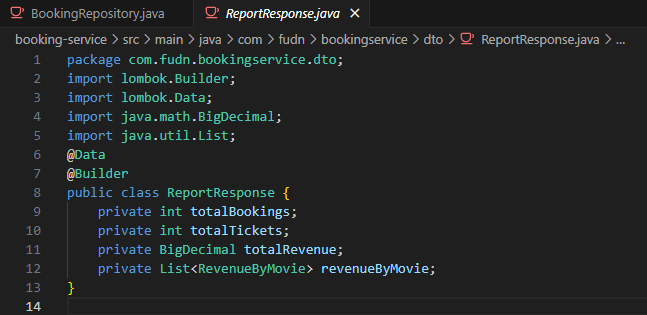 BookingRepository.java
ReportResponse.java
booking-service > src > main > java > com > fudn > bookingservice > dto > ReportResponse.java > ...
1 package com.fudn.bookingservice.dto;
2 import lombok.Builder;
3 import lombok.Data;
4 import java.math.BigDecimal;
5 import java.util.List;
6 @Data
7 @Builder
8 public class ReportResponse {
9     private int totalBookings;
10     private int totalTickets;
11     private BigDecimal totalRevenue;
12     private List<RevenueByMovie> revenueByMovie;
13 }
14